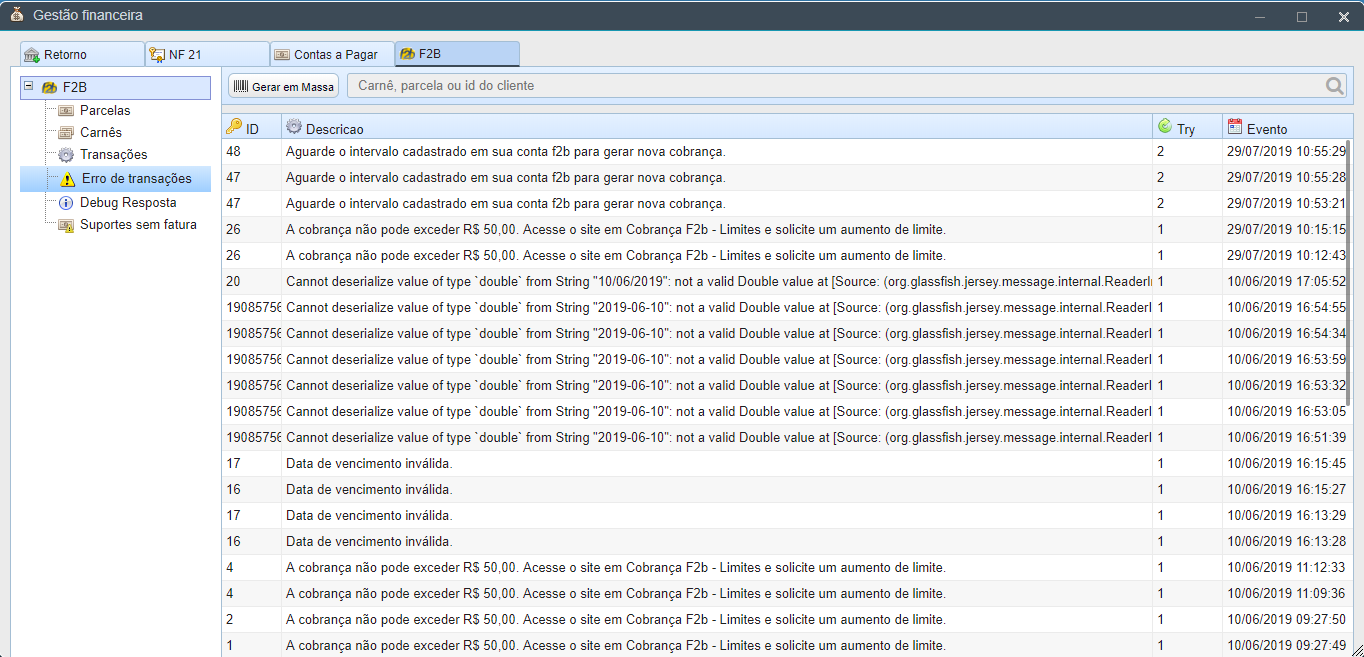 Gestão financeira
Retorno NF 21 Contas a Pagar F2B
F2B
Parcelas
Carnês
Transações
Erro de transações
Debug Resposta
Suportes sem fatura
Gerar em Massa Carnê, parcela ou id do cliente
ID Descricao Try Evento
48 Aguarde o intervalo cadastrado em sua conta f2b para gerar nova cobrança. 2 29/07/2019 10:55:29
47 Aguarde o intervalo cadastrado em sua conta f2b para gerar nova cobrança. 2 29/07/2019 10:55:28
47 Aguarde o intervalo cadastrado em sua conta f2b para gerar nova cobrança. 2 29/07/2019 10:53:21
26 A cobrança não pode exceder R$ 50,00. Acesse o site em Cobrança F2b - Limites e solicite um aumento de limite. 1 29/07/2019 10:15:15
26 A cobrança não pode exceder R$ 50,00. Acesse o site em Cobrança F2b - Limites e solicite um aumento de limite. 1 29/07/2019 10:12:43
20 Cannot deserialize value of type `double` from String "10/06/2019": not a valid Double value at [Source: (org.glassfish.jersey.message.internal.ReaderI 1 10/06/2019 17:05:52
19085756 Cannot deserialize value of type `double` from String "2019-06-10": not a valid Double value at [Source: (org.glassfish.jersey.message.internal.ReaderI 1 10/06/2019 16:54:55
19085756 Cannot deserialize value of type `double` from String "2019-06-10": not a valid Double value at [Source: (org.glassfish.jersey.message.internal.ReaderI 1 10/06/2019 16:54:34
19085756 Cannot deserialize value of type `double` from String "2019-06-10": not a valid Double value at [Source: (org.glassfish.jersey.message.internal.ReaderI 1 10/06/2019 16:53:59
19085756 Cannot deserialize value of type `double` from String "2019-06-10": not a valid Double value at [Source: (org.glassfish.jersey.message.internal.ReaderI 1 10/06/2019 16:53:32
19085756 Cannot deserialize value of type `double` from String "2019-06-10": not a valid Double value at [Source: (org.glassfish.jersey.message.internal.ReaderI 1 10/06/2019 16:53:05
19085756 Cannot deserialize value of type `double` from String "2019-06-10": not a valid Double value at [Source: (org.glassfish.jersey.message.internal.ReaderI 1 10/06/2019 16:51:39
17 Data de vencimento inválida. 1 10/06/2019 16:15:45
16 Data de vencimento inválida. 1 10/06/2019 16:15:27
17 Data de vencimento inválida. 1 10/06/2019 16:13:29
16 Data de vencimento inválida. 1 10/06/2019 16:13:28
4 A cobrança não pode exceder R$ 50,00. Acesse o site em Cobrança F2b - Limites e solicite um aumento de limite. 1 10/06/2019 11:12:33
4 A cobrança não pode exceder R$ 50,00. Acesse o site em Cobrança F2b - Limites e solicite um aumento de limite. 1 10/06/2019 11:09:36
2 A cobrança não pode exceder R$ 50,00. Acesse o site em Cobrança F2b - Limites e solicite um aumento de limite. 1 10/06/2019 09:27:50
1 A cobrança não pode exceder R$ 50,00. Acesse o site em Cobrança F2b - Limites e solicite um aumento de limite. 1 10/06/2019 09:27:49